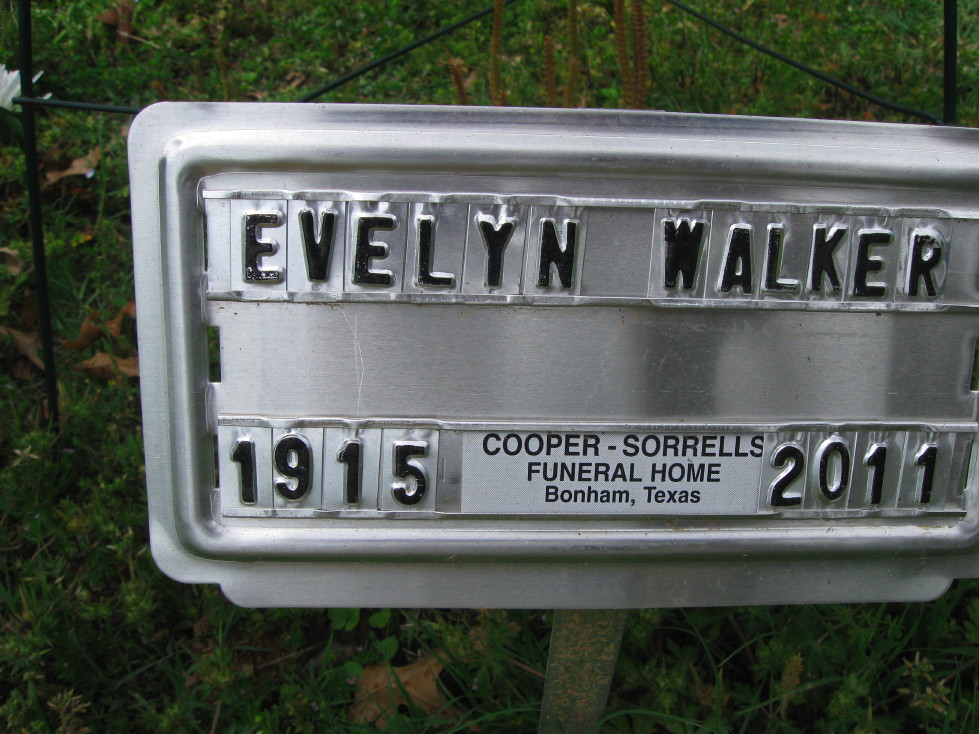 EVELYN WALKER
1915
COOPER - SORRELLS
FUNERAL HOME
Bonham, Texas
2011